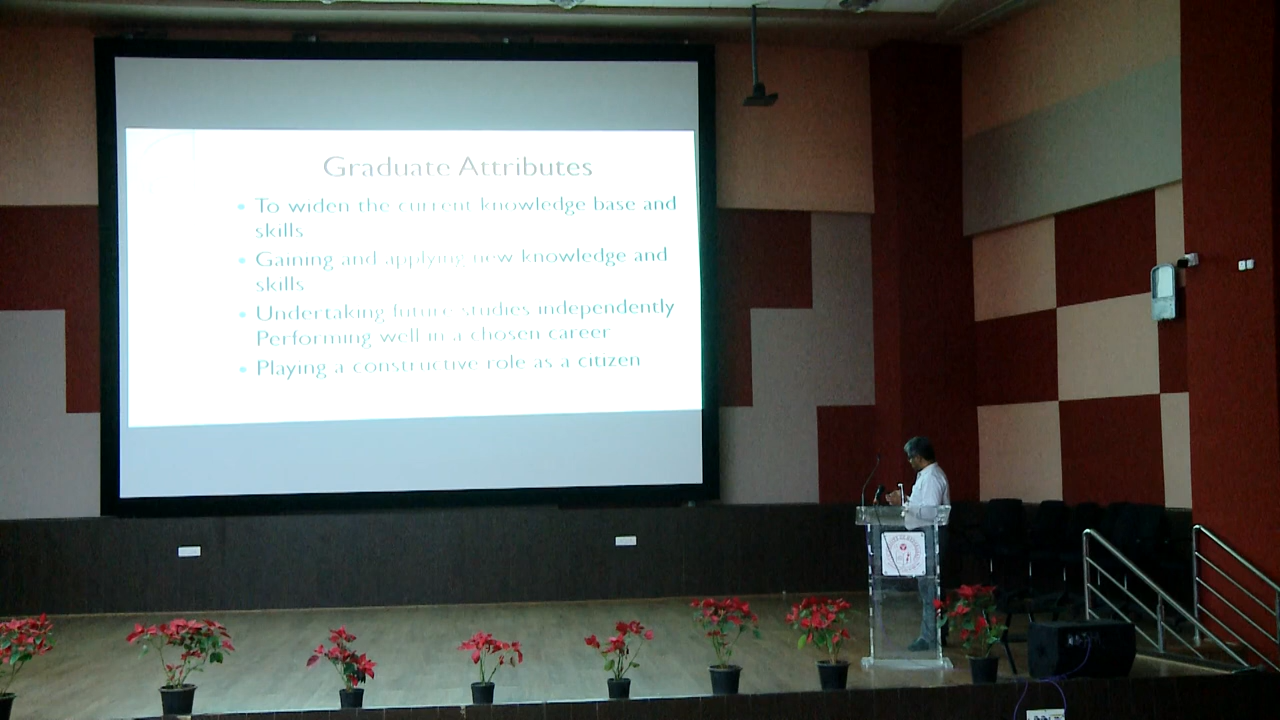 Graduate Attributes
• To widen the current knowledge base and
skills
• Gaining and applying new knowledge and
skills
• Undertaking future studies independently
Performing well in a chosen career
• Playing a constructive role as a citizen